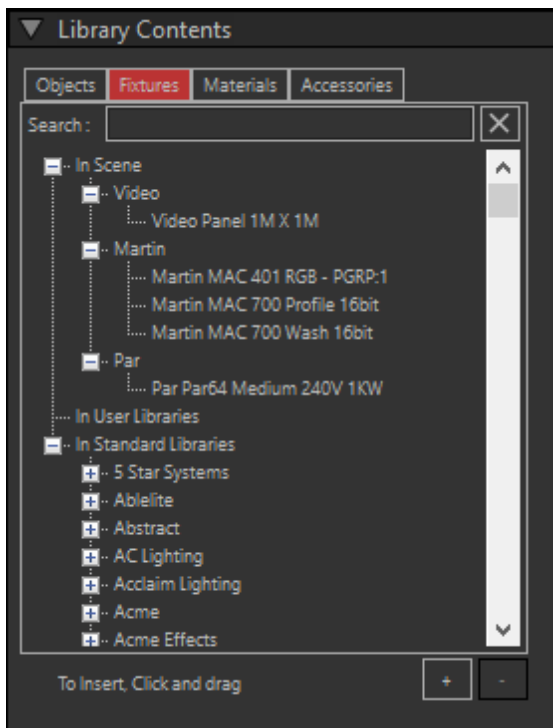 Library Contents
Objects Fixtures Materials Accessories
Search :
In Scene
Video
Video Panel 1M X 1M
Martin
Martin MAC 401 RGB - PGRP:1
Martin MAC 700 Profile 16bit
Martin MAC 700 Wash 16bit
Par
Par Par64 Medium 240V 1KW
In User Libraries
In Standard Libraries
5 Star Systems
Ablelite
Abstract
AC Lighting
Acclaim Lighting
Acme
Acme Effects
To Insert, Click and drag + -